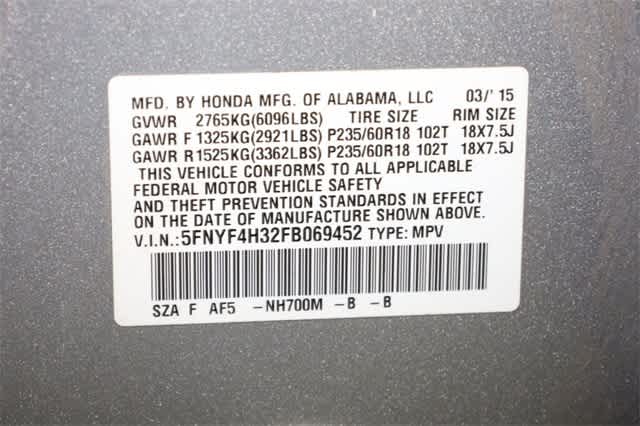 MFD. BY HONDA MFG. OF ALABAMA, LLC 03/'15
GVWR 2765KG(6096LBS) TIRE SIZE RIM SIZE
GAWR F 1325KG(2921LBS) P235/60R18 102T 18X7.5J
GAWR R 1525KG(3362LBS) P235/60R18 102T 18X7.5J
THIS VEHICLE CONFORMS TO ALL APPLICABLE
FEDERAL MOTOR VEHICLE SAFETY
AND THEFT PREVENTION STANDARDS IN EFFECT
ON THE DATE OF MANUFACTURE SHOWN ABOVE.
V.I.N.:5FNYF4H32FB069452 TYPE: MPV
SZA F AF5 -NH700M -B -B